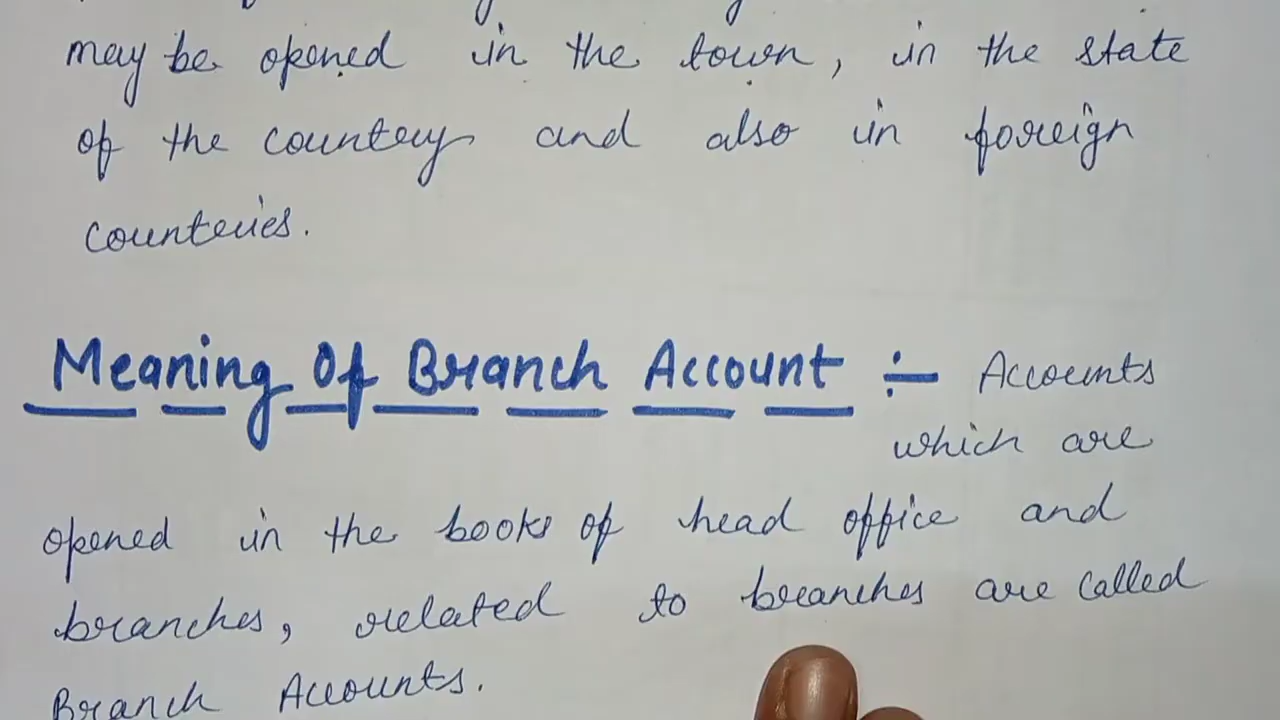 may be opened in the town, in the state
of the countery and also in foreign
counteries.
Meaning Of Branch Account :- Accounts
which are
opened in the books of head office and
branches, related to branches are called
Branch Accounts.